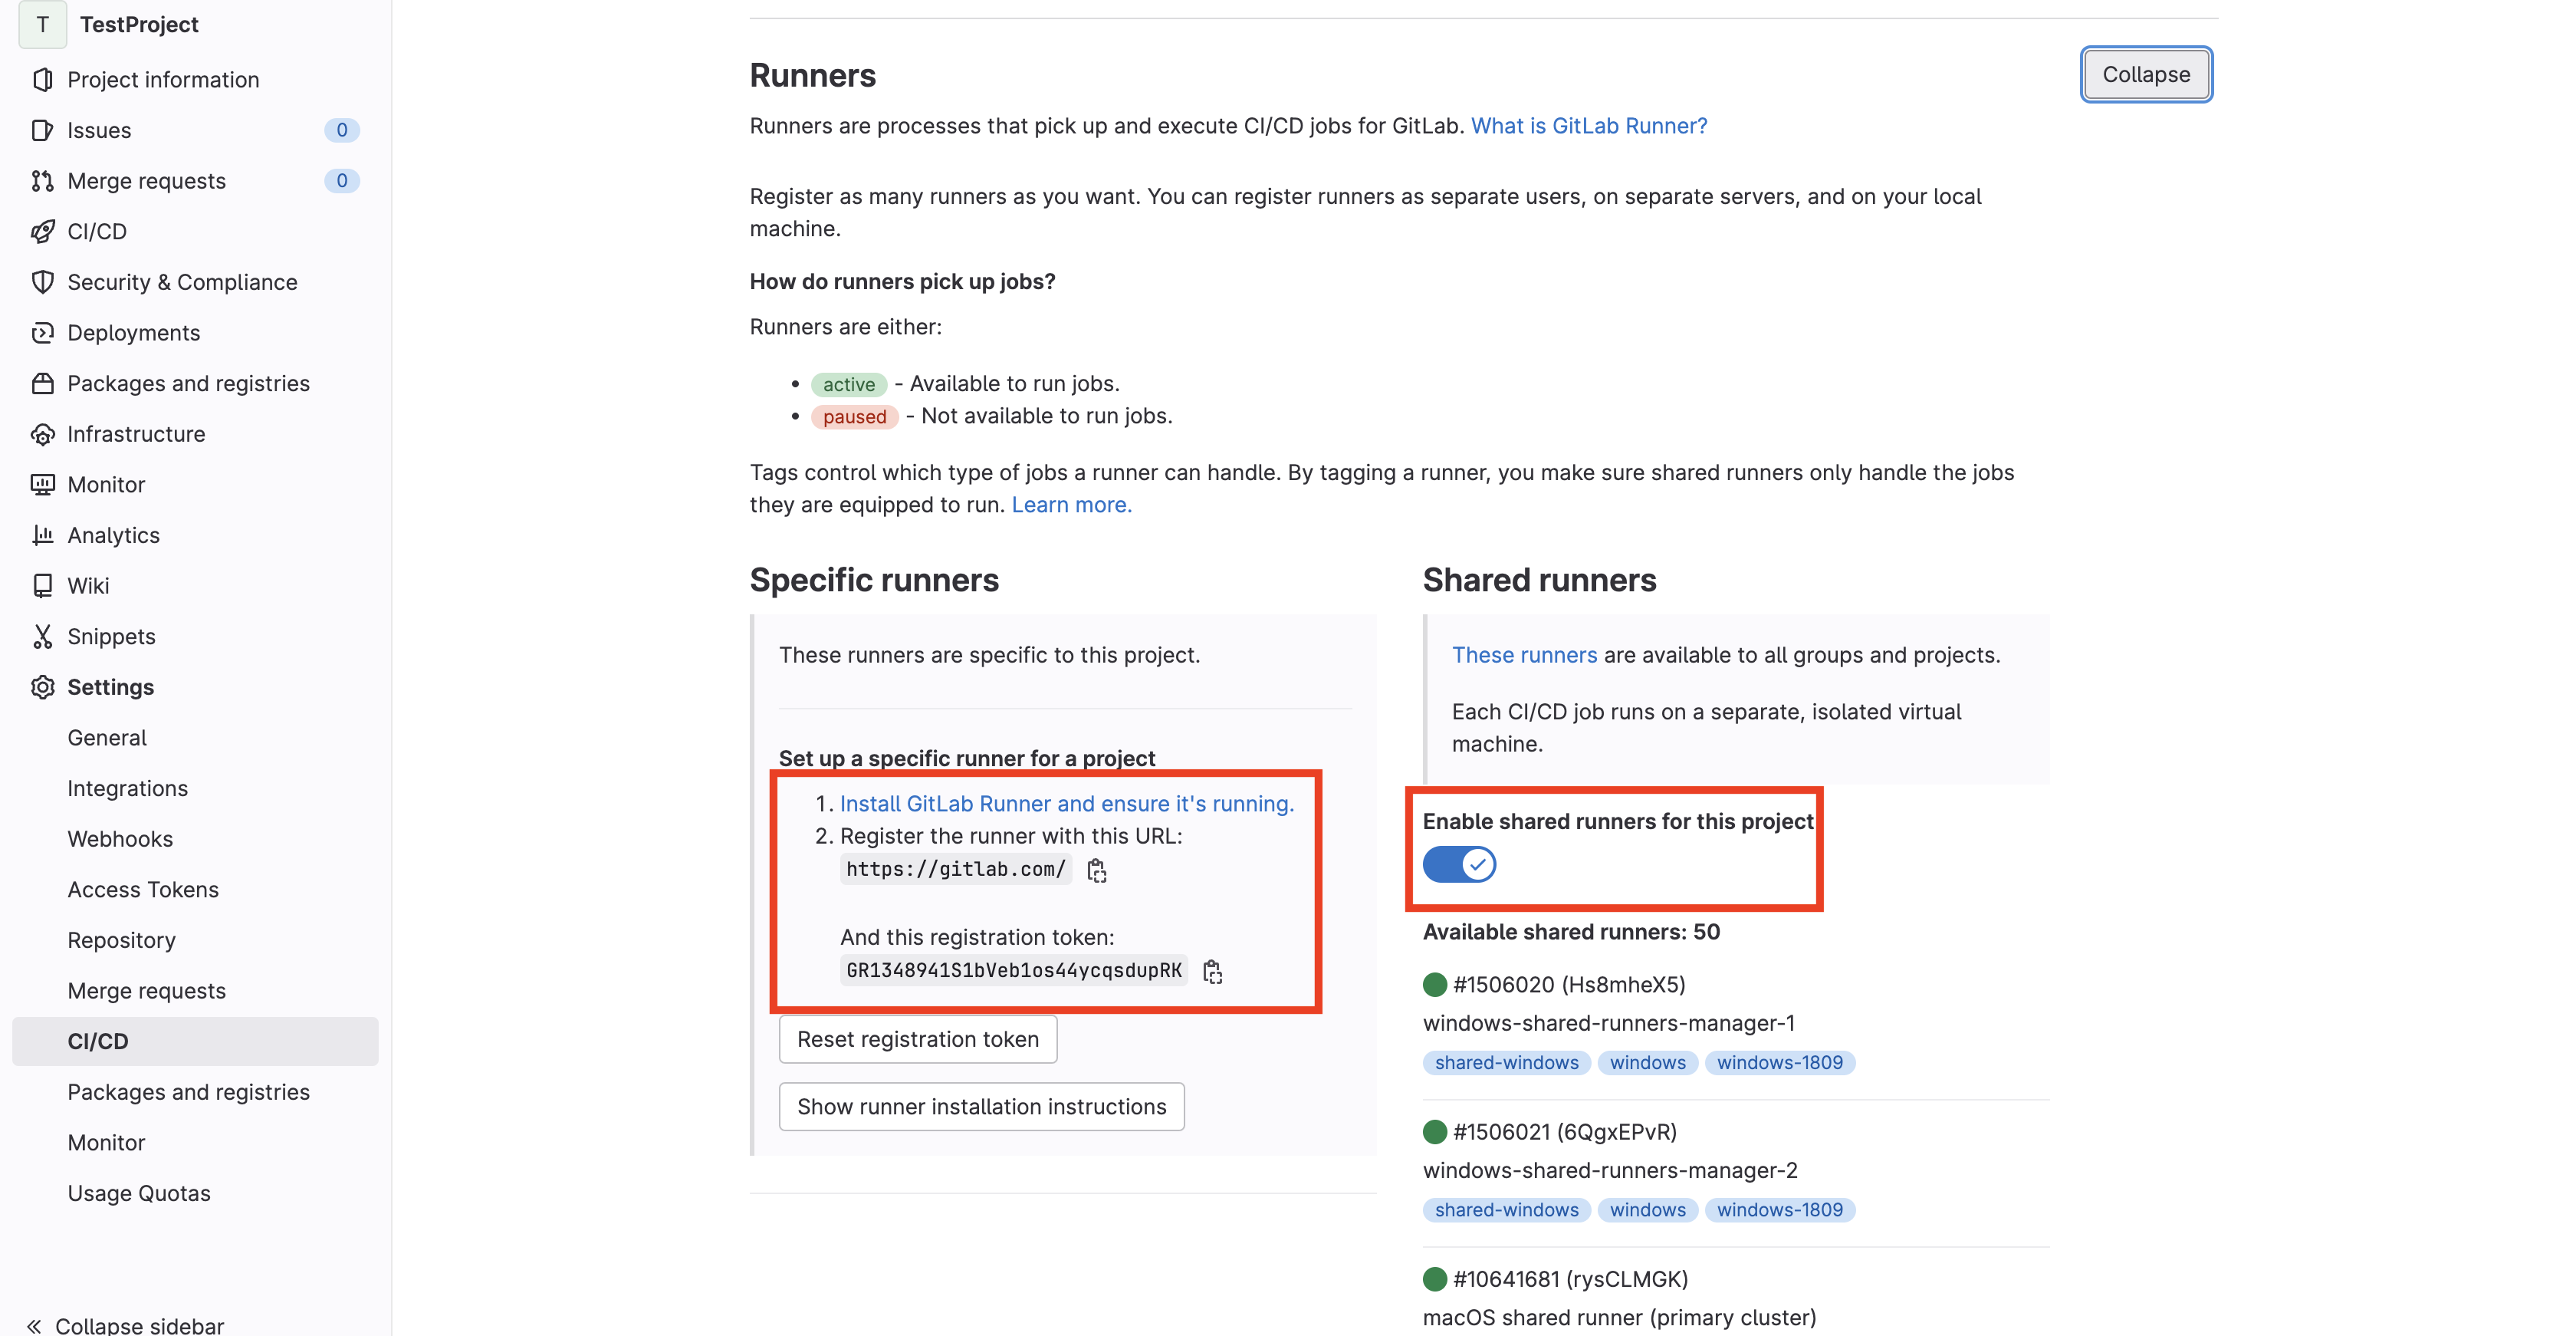 T TestProject
Project information
Issues 0
Merge requests 0
CI/CD
Security & Compliance
Deployments
Packages and registries
Infrastructure
Monitor
Analytics
Wiki
Snippets
Settings
General
Integrations
Webhooks
Access Tokens
Repository
Merge requests
CI/CD
Packages and registries
Monitor
Usage Quotas
« Collapse sidebar
Runners
Collapse
Runners are processes that pick up and execute CI/CD jobs for GitLab. What is GitLab Runner?
Register as many runners as you want. You can register runners as separate users, on separate servers, and on your local
machine.
How do runners pick up jobs?
Runners are either:
• active - Available to run jobs.
• paused - Not available to run jobs.
Tags control which type of jobs a runner can handle. By tagging a runner, you make sure shared runners only handle the jobs
they are equipped to run. Learn more.
Specific runners
These runners are specific to this project.
Set up a specific runner for a project
1. Install GitLab Runner and ensure it's running.
2. Register the runner with this URL:
https://gitlab.com/
And this registration token:
GR1348941S1bVeb1os44ycqsdupRK
Reset registration token
Show runner installation instructions
Shared runners
These runners are available to all groups and projects.
Each CI/CD job runs on a separate, isolated virtual
machine.
Enable shared runners for this project
Available shared runners: 50
#1506020 (Hs8mheX5)
windows-shared-runners-manager-1
shared-windows windows windows-1809
#1506021 (6QgxEPvR)
windows-shared-runners-manager-2
shared-windows windows windows-1809
#10641681 (rysCLMGK)
macOS shared runner (primary cluster)